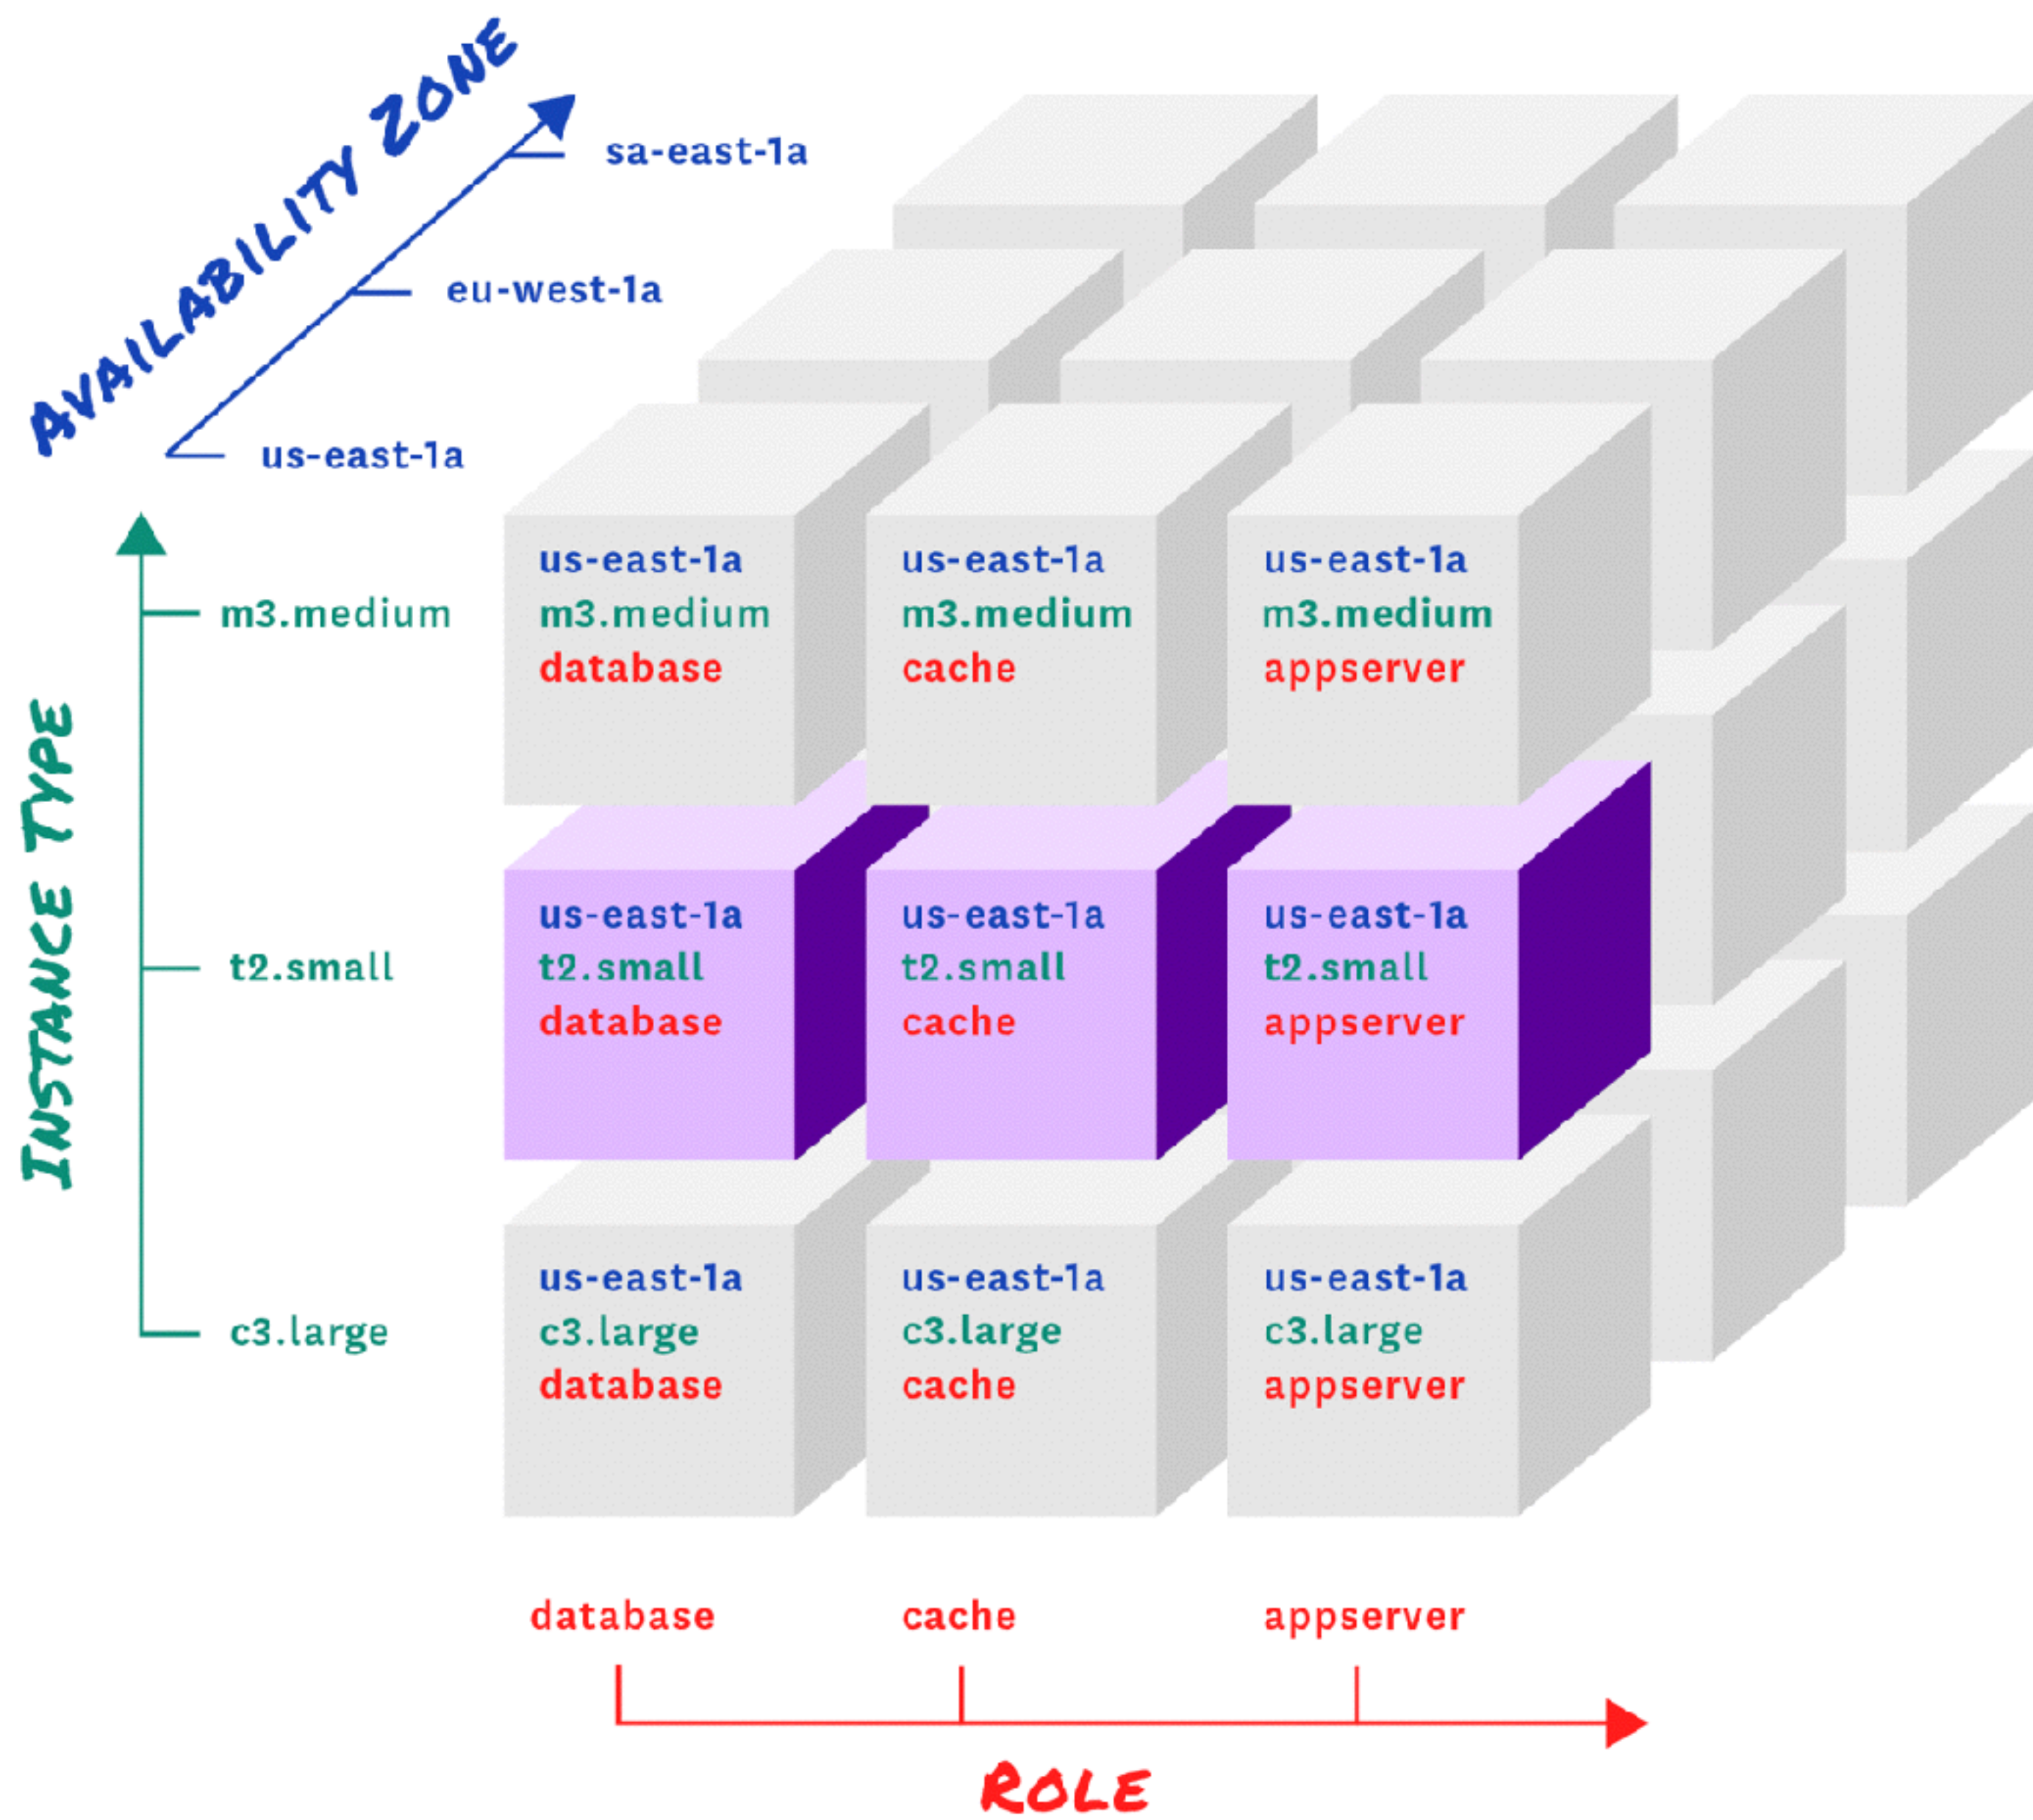 AVAILABILITY ZONE
sa-east-1a
eu-west-1a
us-east-1a
INSTANCE TYPE
m3.medium
t2.small
c3.large
us-east-1a
m3.medium
database
us-east-1a
m3.medium
cache
us-east-1a
m3.medium
appserver
us-east-1a
t2.small
database
us-east-1a
t2.small
cache
us-east-1a
t2.small
appserver
us-east-1a
c3.large
database
us-east-1a
c3.large
cache
us-east-1a
c3.large
appserver
database
cache
appserver
ROLE